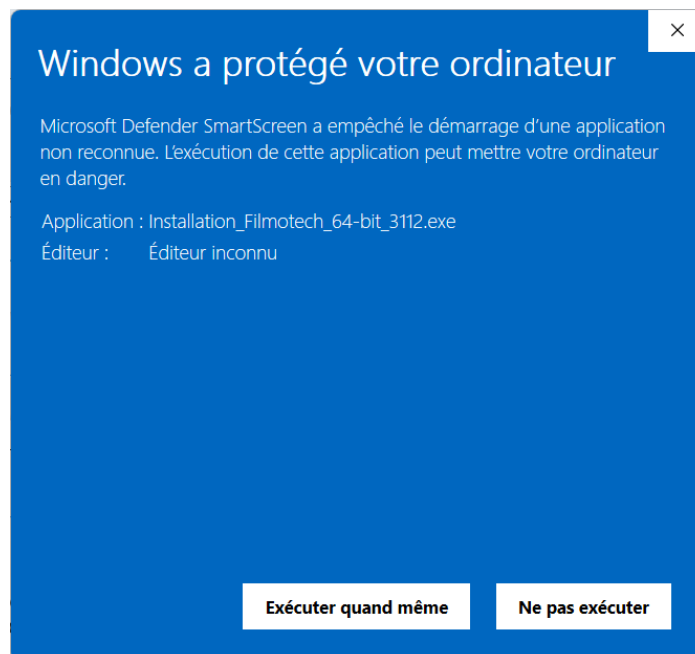 Windows a protégé votre ordinateur
Microsoft Defender SmartScreen a empêché le démarrage d’une application
non reconnue. L’exécution de cette application peut mettre votre ordinateur
en danger.
Application : Installation_Filmotech_64-bit_3112.exe
Éditeur : Éditeur inconnu
Exécuter quand même Ne pas exécuter